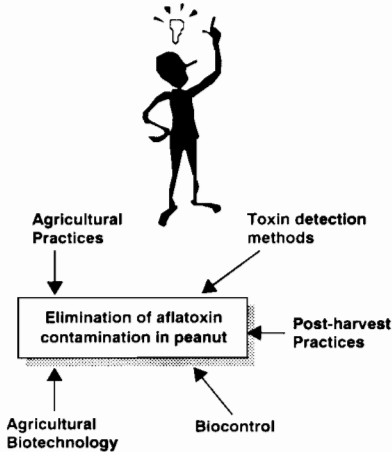 Agricultural
Practices
Toxin detection
methods
Elimination of aflatoxin
contamination in peanut
Post-harvest
Practices
Agricultural
Biotechnology
Biocontrol